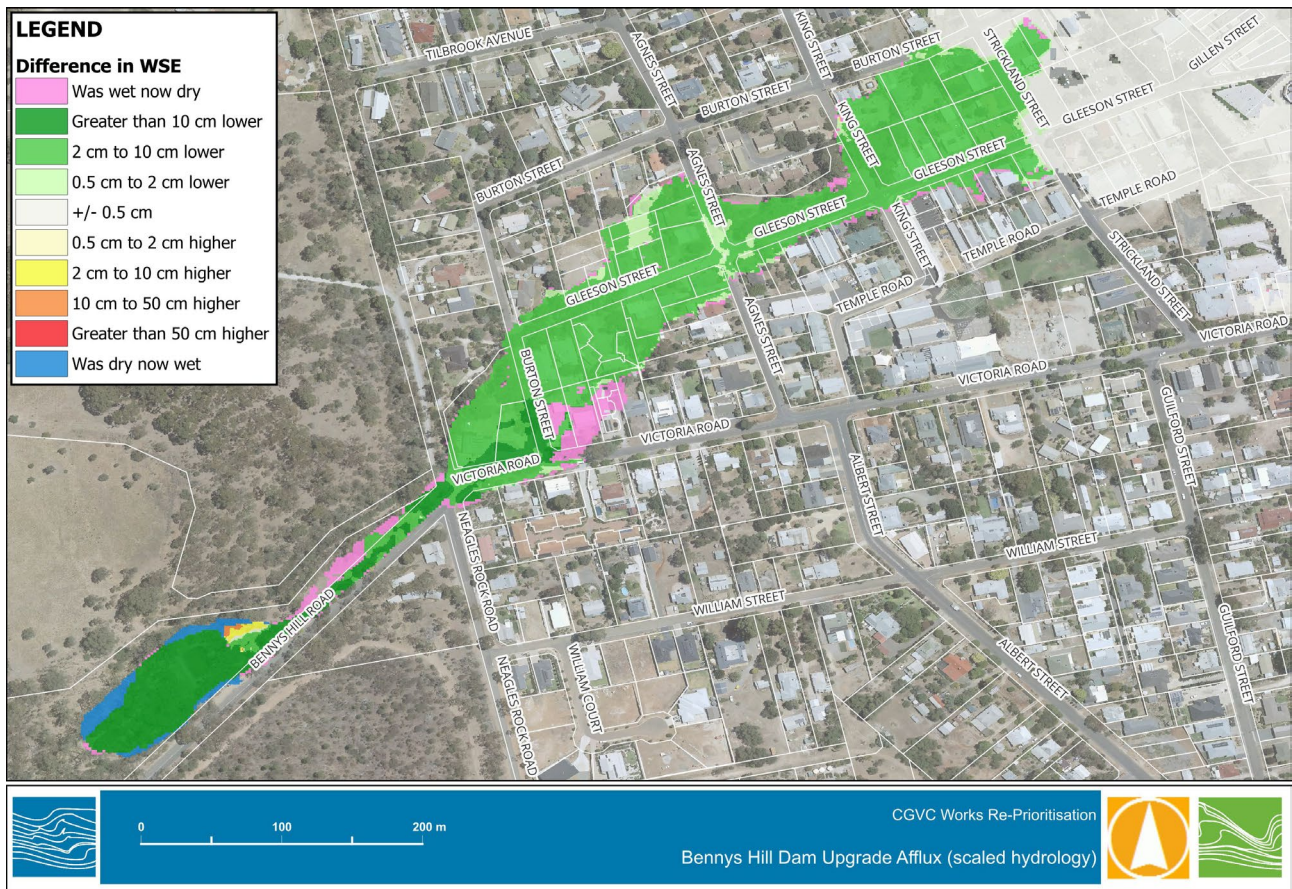 LEGEND
Difference in WSE
Was wet now dry
Greater than 10 cm lower
2 cm to 10 cm lower
0.5 cm to 2 cm lower
+/- 0.5 cm
0.5 cm to 2 cm higher
2 cm to 10 cm higher
10 cm to 50 cm higher
Greater than 50 cm higher
Was dry now wet
TILBROOK AVENUE
AGNES STREET
KING STREET
BURTON STREET
STRICKLAND STREET
GILLEN STREET
GLEESON STREET
BURTON STREET
KING STREET
BURTON STREET
AGNES STREET
GLEESON STREET
GLEESON STREET
KING STREET
TEMPLE ROAD
TEMPLE ROAD
STRICKLAND STREET
GLEESON STREET
TEMPLE ROAD
AGNES STREET
VICTORIA ROAD
VICTORIA ROAD
BURTON STREET
VICTORIA ROAD
VICTORIA ROAD
GUILFORD STREET
ALBERT STREET
NEAGLES ROCK ROAD
WILLIAM STREET
WILLIAM STREET
BENNYS HILL ROAD
GUILFORD STREET
ALBERT STREET
WILLIAM COURT
NEAGLES ROCK ROAD
0
100
200 m
CGVC Works Re-Prioritisation
Bennys Hill Dam Upgrade Afflux (scaled hydrology)